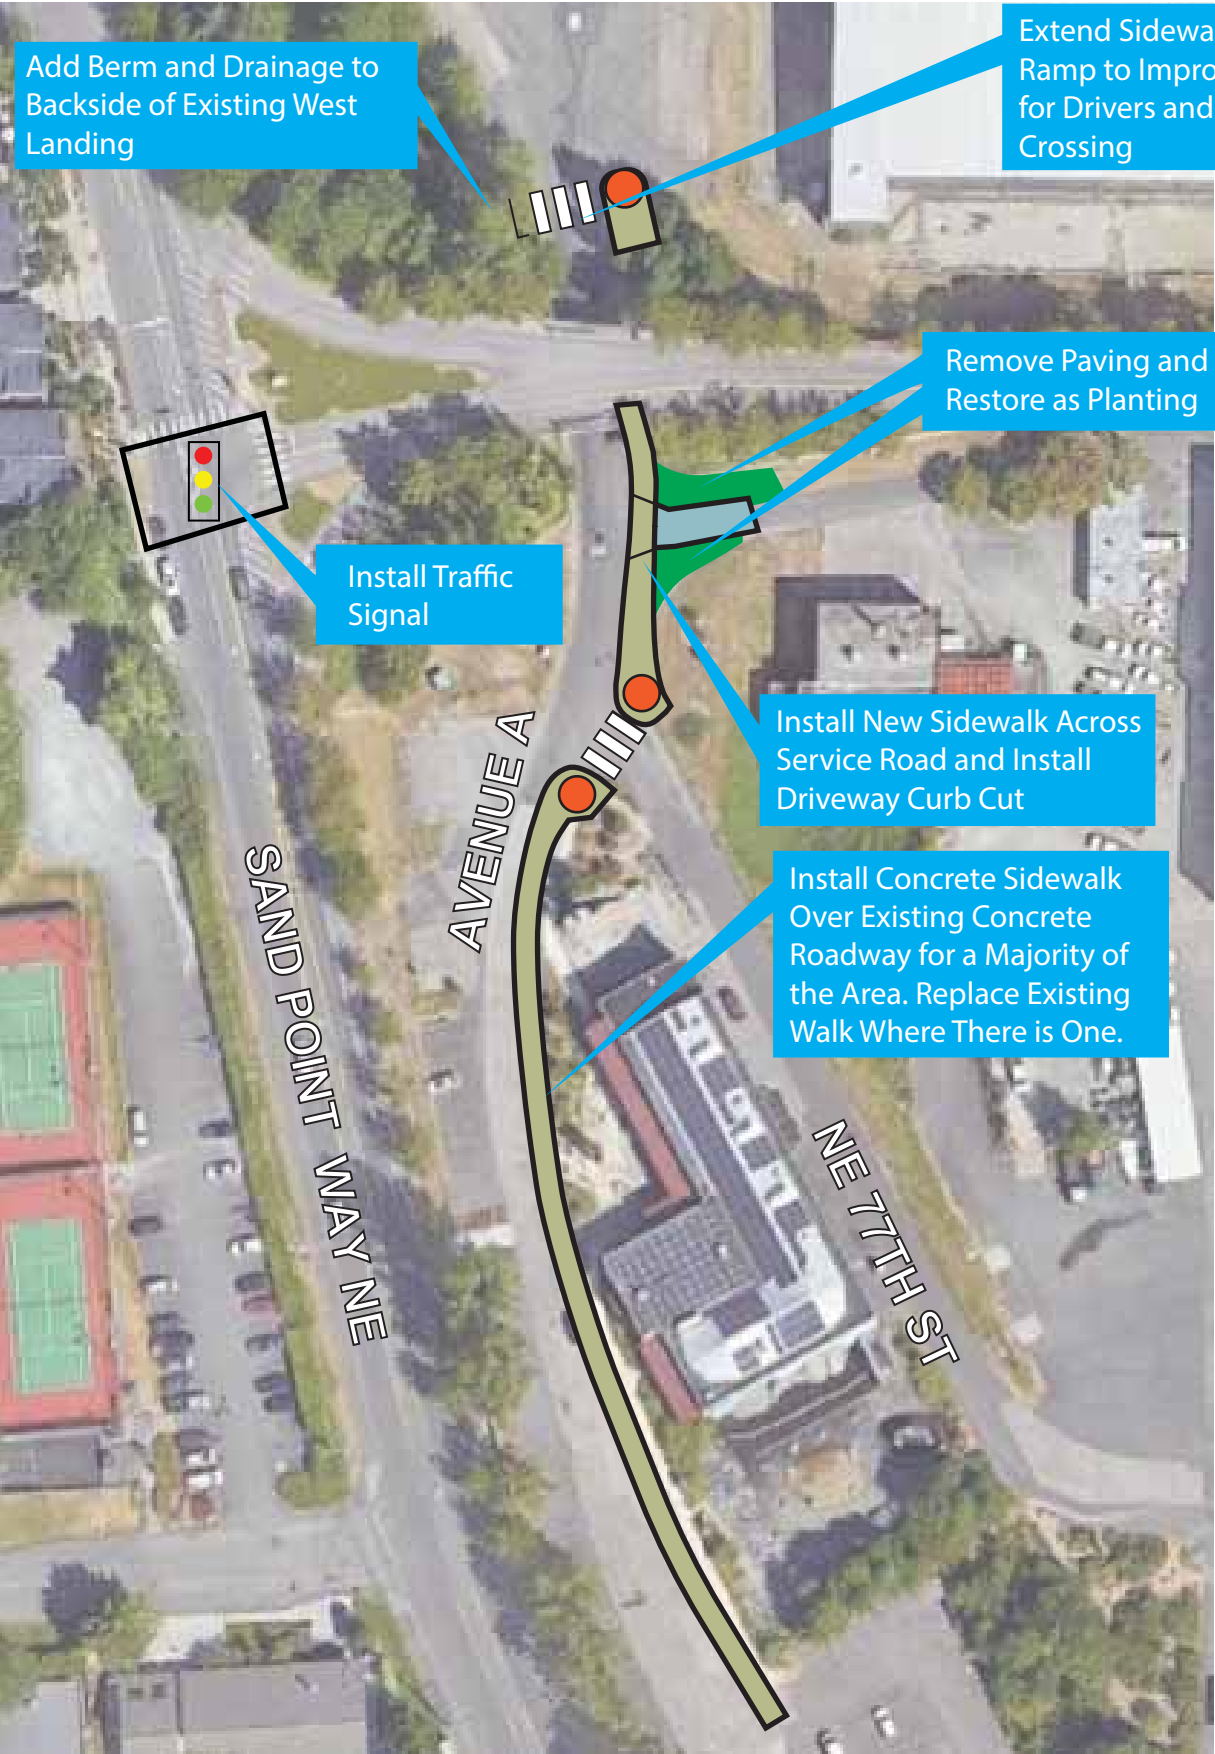 Add Berm and Drainage to
Backside of Existing West
Landing
Extend
Ramp to
for Drivers and
Crossing
Remove Paving and
Restore as Planting
Install Traffic
Signal
Install New Sidewalk Across
Service Road and Install
Driveway Curb Cut
AVENUE A
SAND POINT WAY NE
Install Concrete Sidewalk
Over Existing Concrete
Roadway for a Majority of
the Area. Replace Existing
Walk Where There is One.
NE 77TH ST